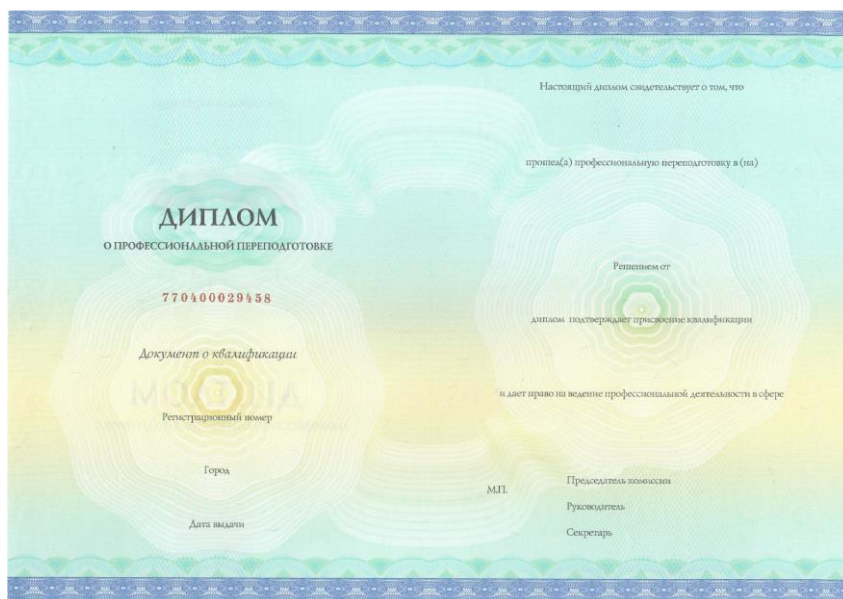 ДИПЛОМ
О ПРОФЕССИОНАЛЬНОЙ ПЕРЕПОДГОТОВКЕ
770400029458
Документ о квалификации
Регистрационный номер
Город
Дата выдачи
Настоящий диплом свидетельствует о том, что
прошел(а) профессиональную переподготовку в (на)
Решением от
диплом подтверждает присвоение квалификации
и дает право на ведение профессиональной деятельности в сфере
М.П.
Председатель комиссии
Руководитель
Секретарь